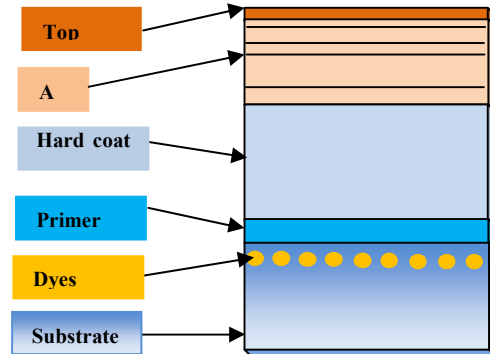 Top
A
Hard coat
Primer
Dyes
Substrate